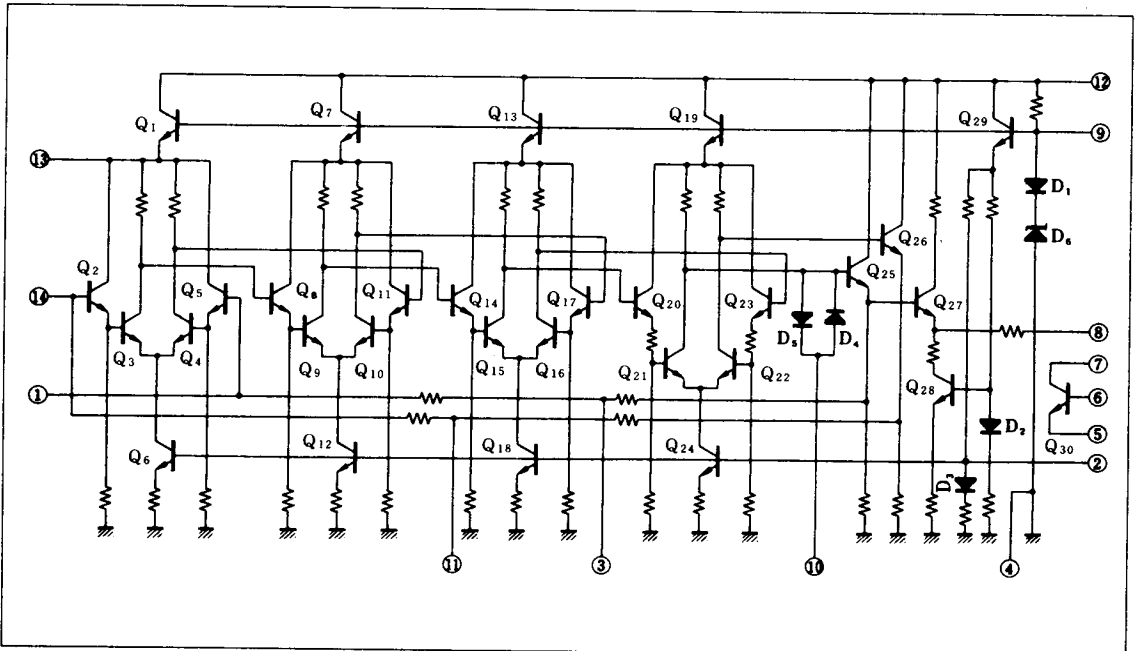 Q1
Q7
Q13
Q19
Q29
⑫
⑨
⑬
D1
D6
Q2
Q5
Q8
Q11
Q14
Q17
Q20
Q23
Q25
Q26
Q27
⑭
D5
D4
⑧
Q3
Q4
Q9
Q10
Q15
Q16
Q21
Q22
Q28
⑦
⑥
⑤
①
D2
Q30
Q6
Q12
Q18
Q24
D3
②
⑪
③
⑩
④